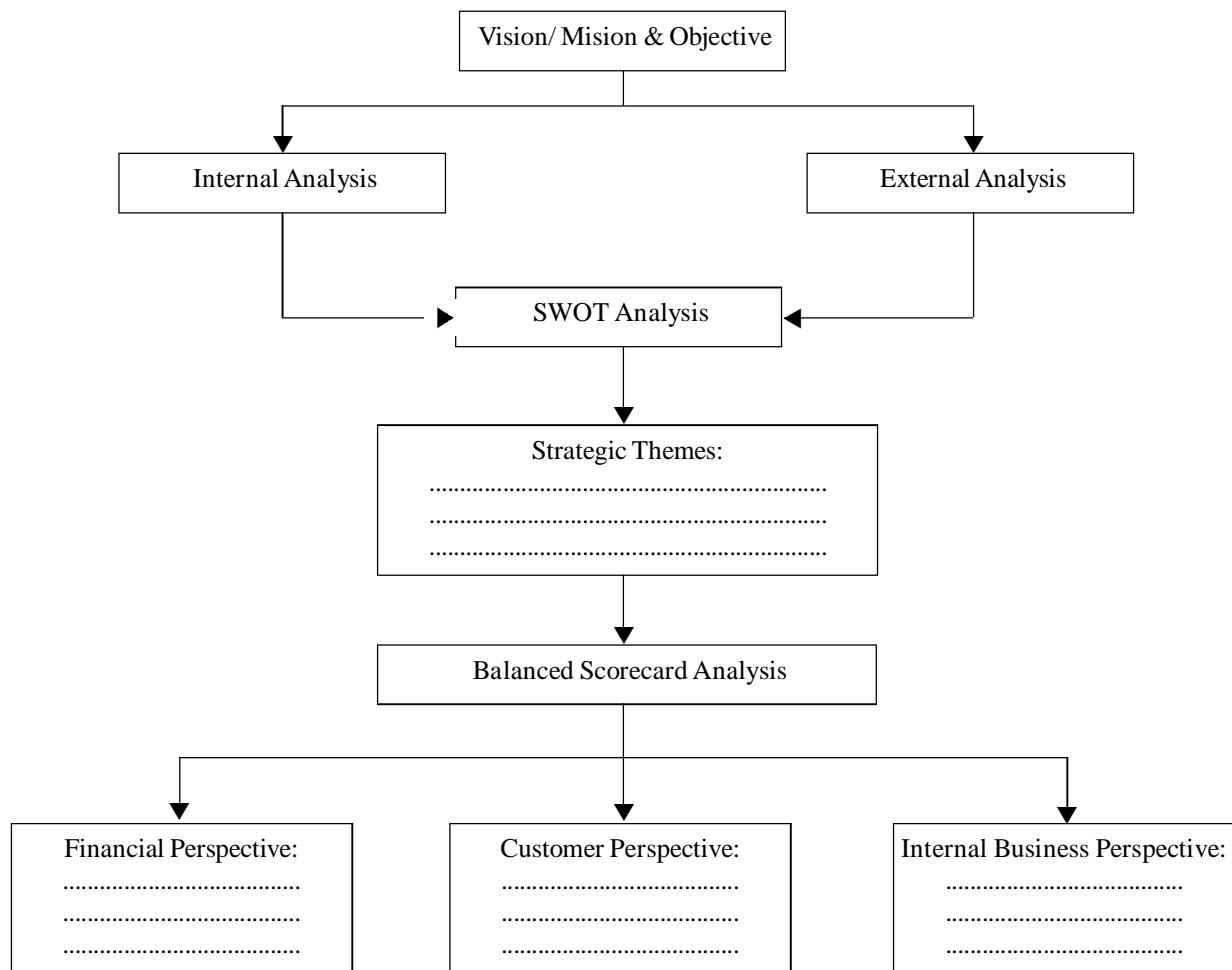 Vision/ Mision & Objective
Internal Analysis
External Analysis
SWOT Analysis
Strategic Themes:
................................................................
................................................................
................................................................
Balanced Scorecard Analysis
Financial Perspective:
......................................
......................................
......................................
Customer Perspective:
......................................
......................................
......................................
Internal Business Perspective:
......................................
......................................
......................................